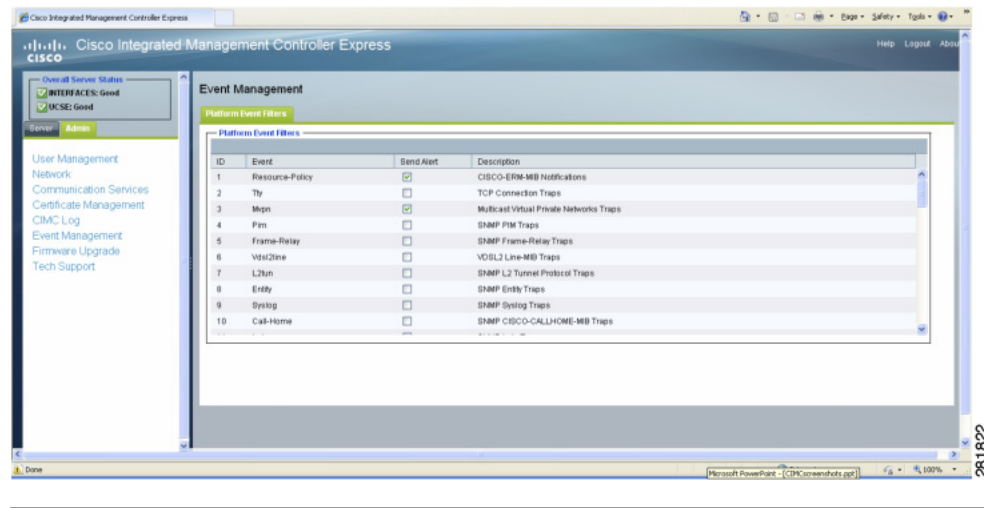 Cisco Integrated Management Controller Express
Page Safety Tools
CISCO Cisco Integrated Management Controller Express
Help Logout Abou
Overall Server Status
INTERFACES: Good
UCSE: Good
Server Admin
User Management
Network
Communication Services
Certificate Management
CIMC Log
Event Management
Firmware Upgrade
Tech Support
Event Management
Platform Event Filters
Platform Event Filters
ID Event Send Alert Description
1 Resource-Policy CISCO-ERM-MIB Notifications
2 Tty TCP Connection Traps
3 Mvpn Multicast Virtual Private Networks Traps
4 Pim SNMP PIM Traps
5 Frame-Relay SNMP Frame-Relay Traps
6 Vdsl2line VDSL2 Line-MIB Traps
7 L2tun SNMP L2 Tunnel Protocol Traps
8 Entity SNMP Entity Traps
9 Syslog SNMP Syslog Traps
10 Call-Home SNMP CISCO-CALLHOME-MIB Traps
Done
Microsoft PowerPoint - [CIMCscreenshots.ppt]
100%
281822